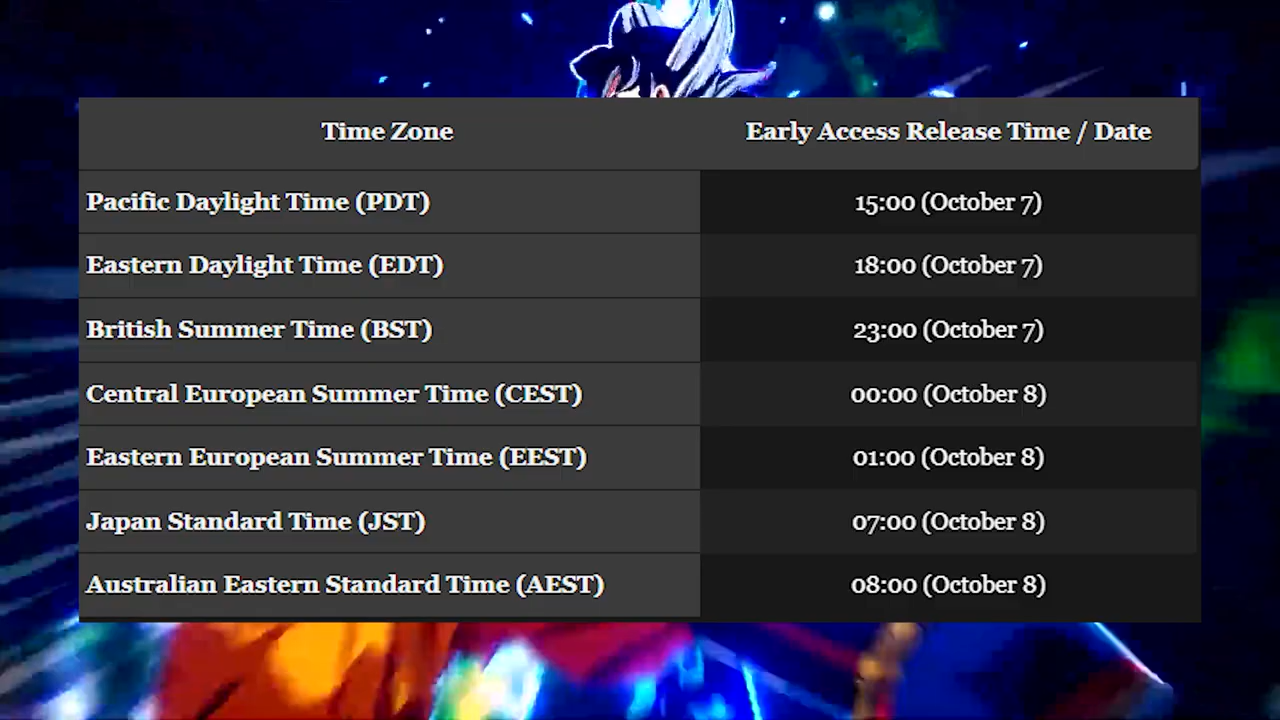 Time Zone Early Access Release Time / Date
Pacific Daylight Time (PDT) 15:00 (October 7)
Eastern Daylight Time (EDT) 18:00 (October 7)
British Summer Time (BST) 23:00 (October 7)
Central European Summer Time (CEST) 00:00 (October 8)
Eastern European Summer Time (EEST) 01:00 (October 8)
Japan Standard Time (JST) 07:00 (October 8)
Australian Eastern Standard Time (AEST) 08:00 (October 8)